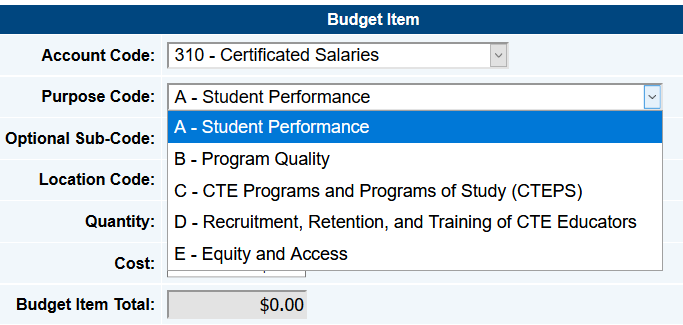 Budget Item
Account Code: 310 - Certificated Salaries
Purpose Code: A - Student Performance
A - Student Performance
Optional Sub-Code:
B - Program Quality
Location Code:
C - CTE Programs and Programs of Study (CTEPS)
Quantity:
D - Recruitment, Retention, and Training of CTE Educators
Cost:
E - Equity and Access
Budget Item Total: $0.00